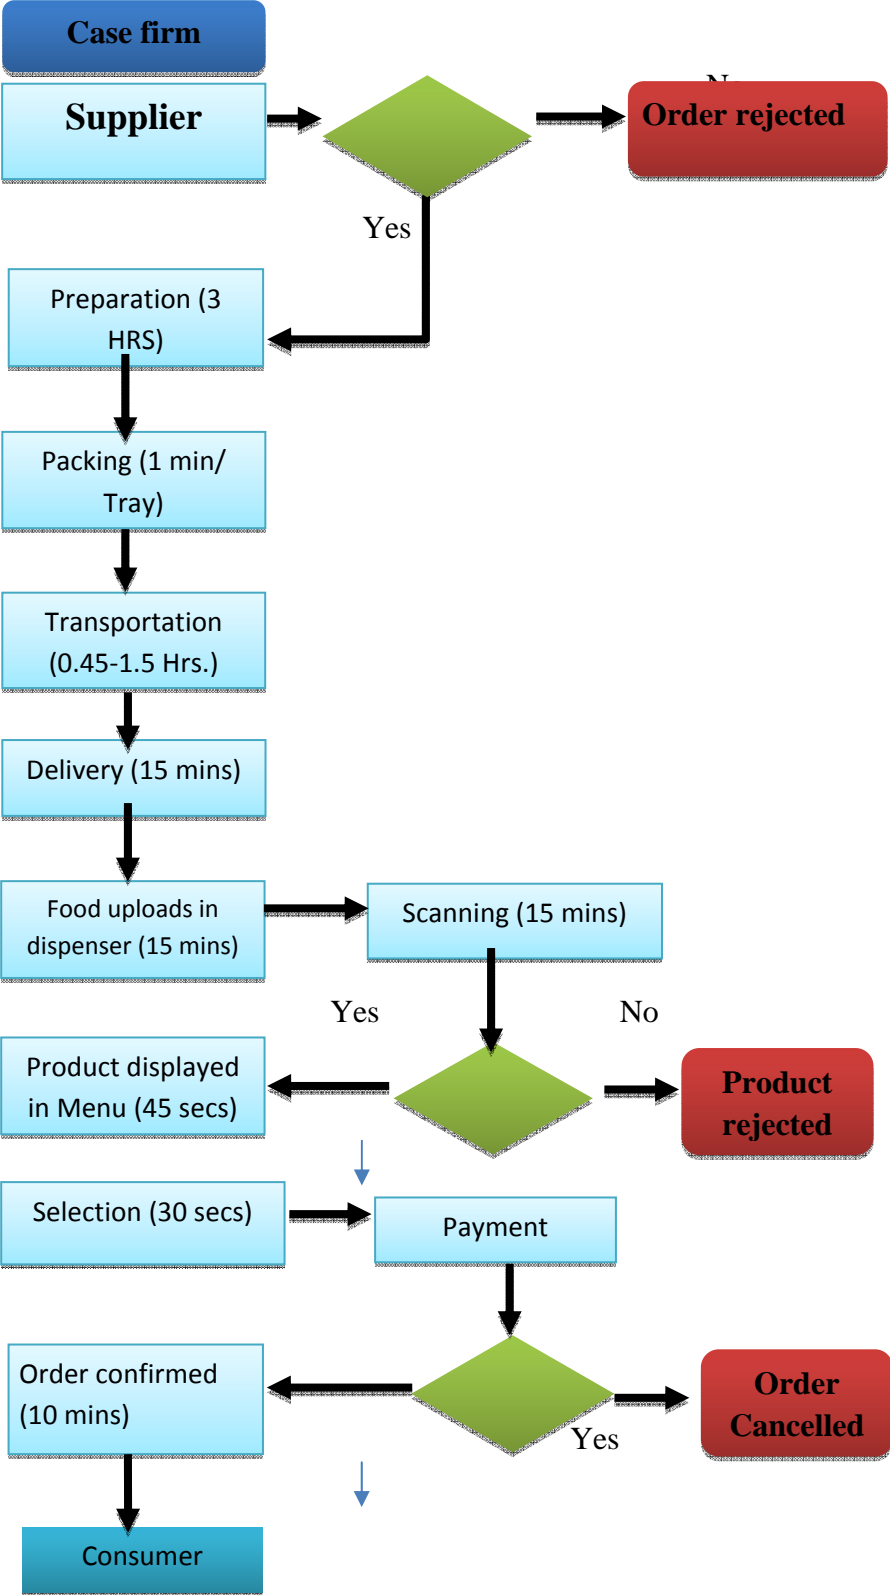 Case firm
Supplier
Order rejected
Yes
Preparation (3
HRS)
Packing (1 min/
Tray)
Transportation
(0.45-1.5 Hrs.)
Delivery (15 mins)
Food uploads in
dispenser (15 mins)
Scanning (15 mins)
Yes
No
Product displayed
in Menu (45 secs)
Product
rejected
Selection (30 secs)
Payment
Order confirmed
(10 mins)
Order
Cancelled
Yes
Consumer